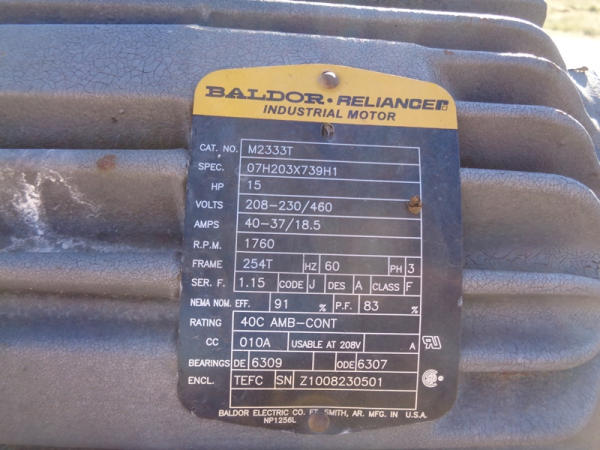 BALDOR • RELIANCE
INDUSTRIAL MOTOR
CAT. NO. M2333T
SPEC. 07H203X739H1
HP 15
VOLTS 208-230/460
AMPS 40-37/18.5
R.P.M. 1760
FRAME 254T HZ 60 PH 3
SER. F. 1.15 CODE J DES A CLASS F
NEMA NOM. EFF. 91 % P.F. 83 %
RATING 40C AMB-CONT
CC 010A USABLE AT 208V A
BEARINGS DE 6309 ODE 6307
ENCL. TEFC SN Z1008230501
BALDOR ELECTRIC CO. FT. SMITH, AR. MFG. IN U.S.A.
NP1256L